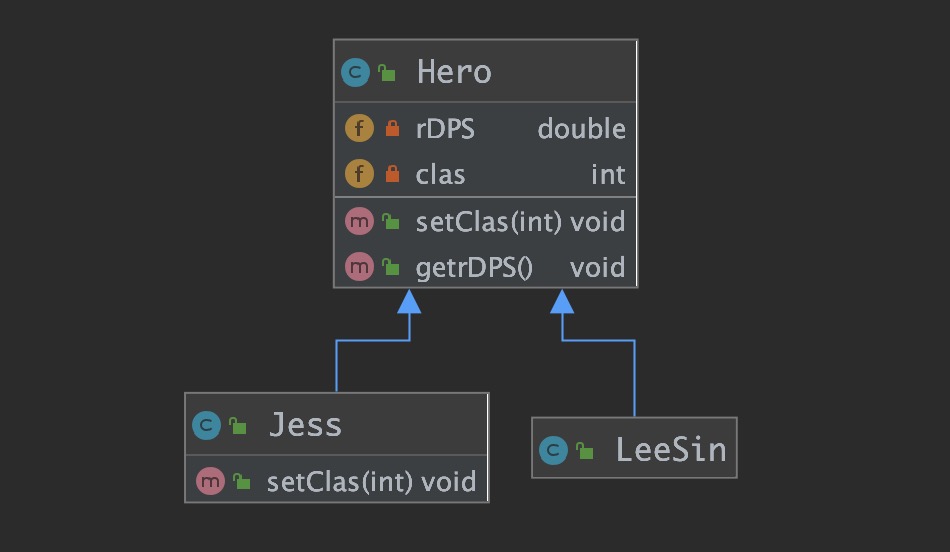 C Hero
f rDPS double
f clas int
m setClas(int) void
m getrDPS() void
C Jess
m setClas(int) void
C LeeSin